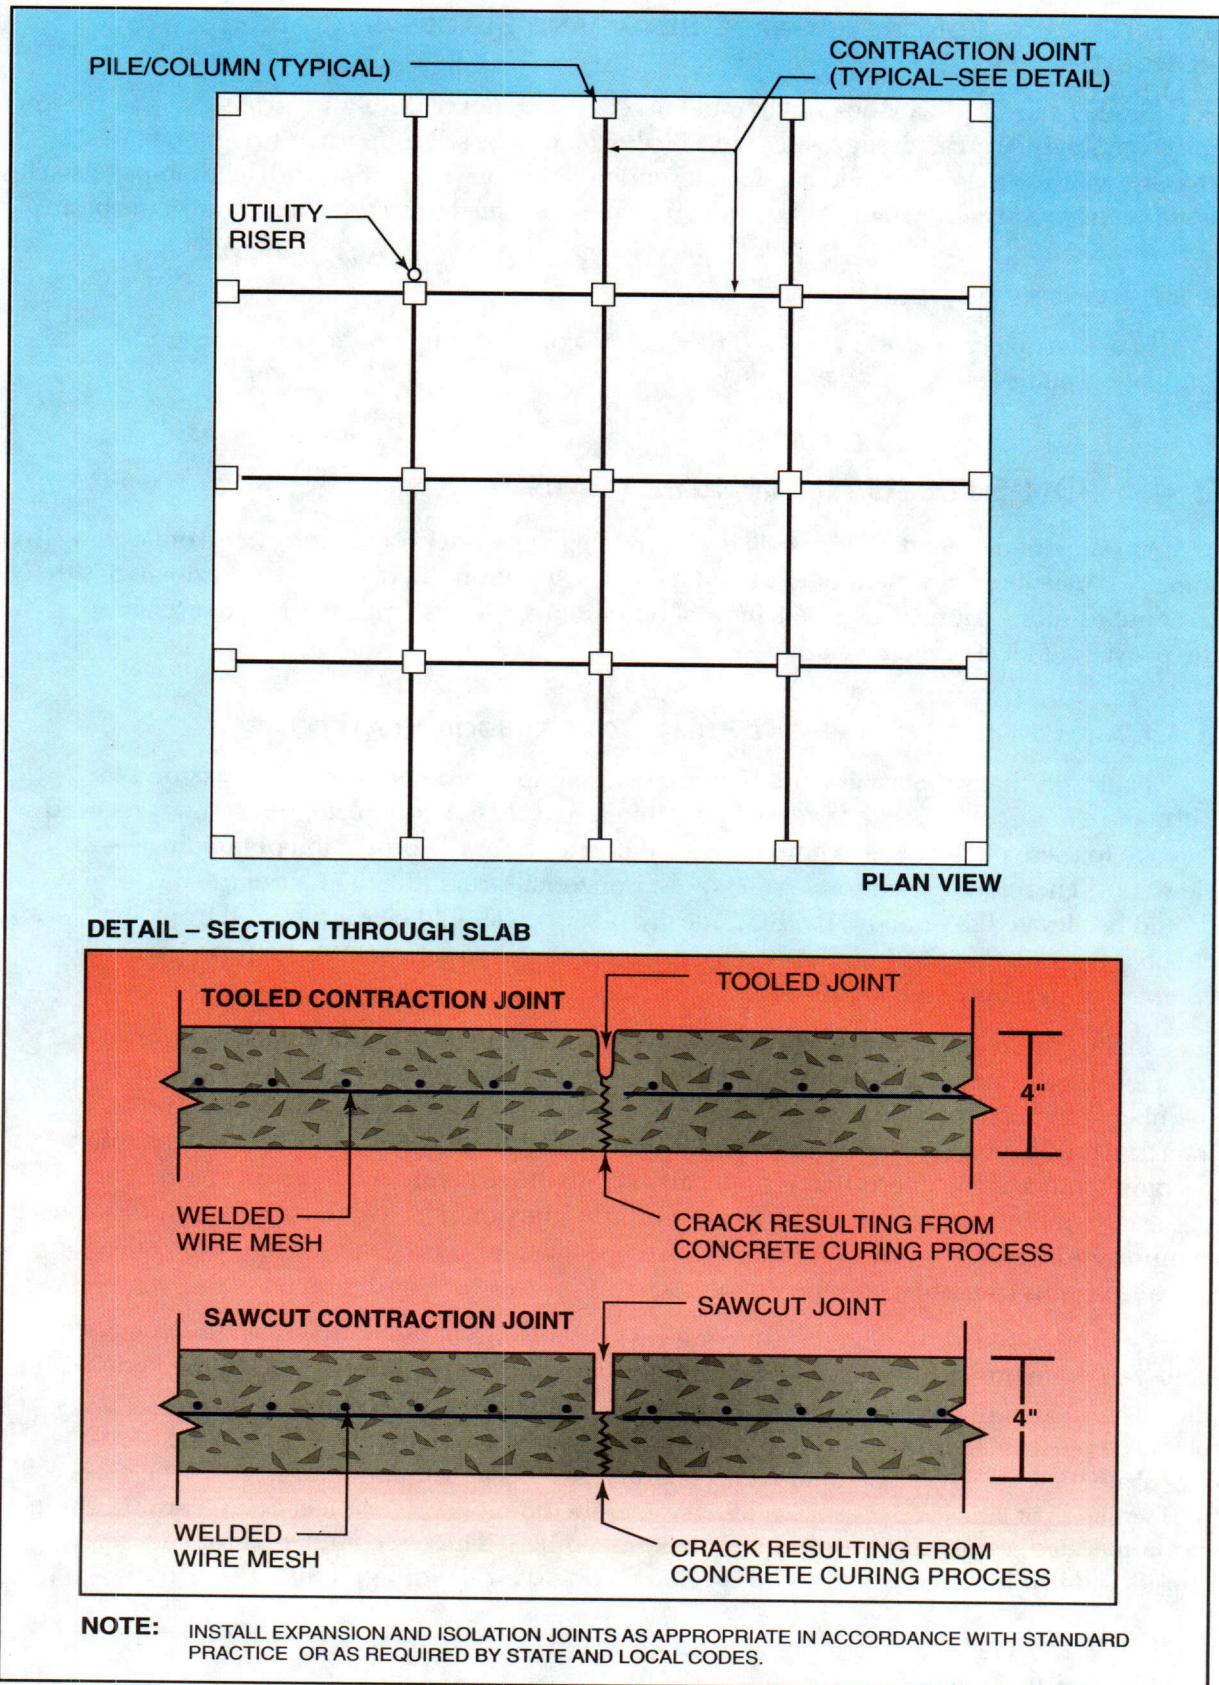 PILE/COLUMN (TYPICAL)
CONTRACTION JOINT
(TYPICAL–SEE DETAIL)
UTILITY
RISER
PLAN VIEW
DETAIL – SECTION THROUGH SLAB
TOOLED CONTRACTION JOINT
TOOLED JOINT
4"
WELDED
WIRE MESH
CRACK RESULTING FROM
CONCRETE CURING PROCESS
SAWCUT CONTRACTION JOINT
SAWCUT JOINT
4"
WELDED
WIRE MESH
CRACK RESULTING FROM
CONCRETE CURING PROCESS
NOTE: INSTALL EXPANSION AND ISOLATION JOINTS AS APPROPRIATE IN ACCORDANCE WITH STANDARD
PRACTICE OR AS REQUIRED BY STATE AND LOCAL CODES.